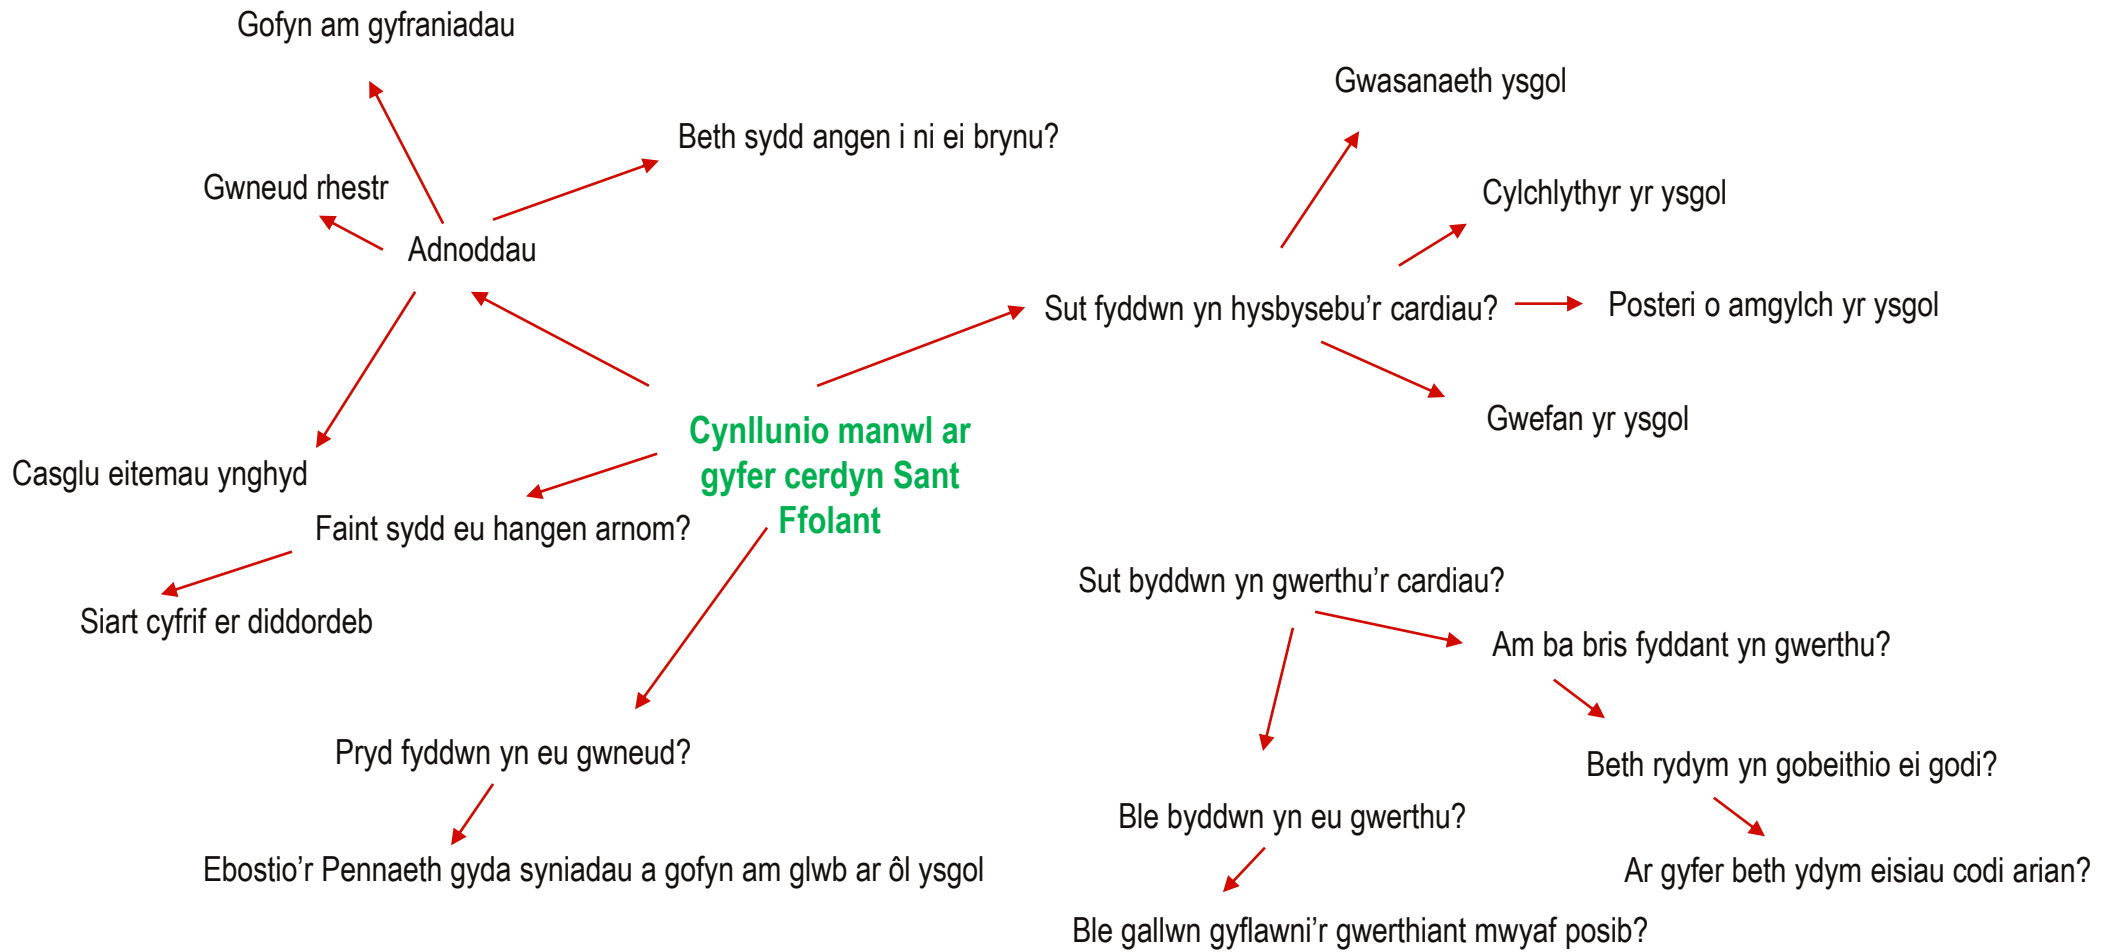 Gofyn am gyfraniadau
Gwasanaeth ysgol
Beth sydd angen i ni ei brynu?
Gwneud rhestr
Cylchlythyr yr ysgol
Adnoddau
Sut fyddwn yn hysbysebu’r cardiau?
Posteri o amgylch yr ysgol
Gwefan yr ysgol
Cynllunio manwl ar
gyfer cerdyn Sant
Ffolant
Casglu eitemau ynghyd
Faint sydd eu hangen arnom?
Siart cyfrif er diddordeb
Sut byddwn yn gwerthu’r cardiau?
Am ba bris fyddant yn gwerthu?
Pryd fyddwn yn eu gwneud?
Beth rydym yn gobeithio ei godi?
Ble byddwn yn eu gwerthu?
Ebostio’r Pennaeth gyda syniadau a gofyn am glwb ar ôl ysgol
Ar gyfer beth ydym eisiau codi arian?
Ble gallwn gyflawni’r gwerthiant mwyaf posib?